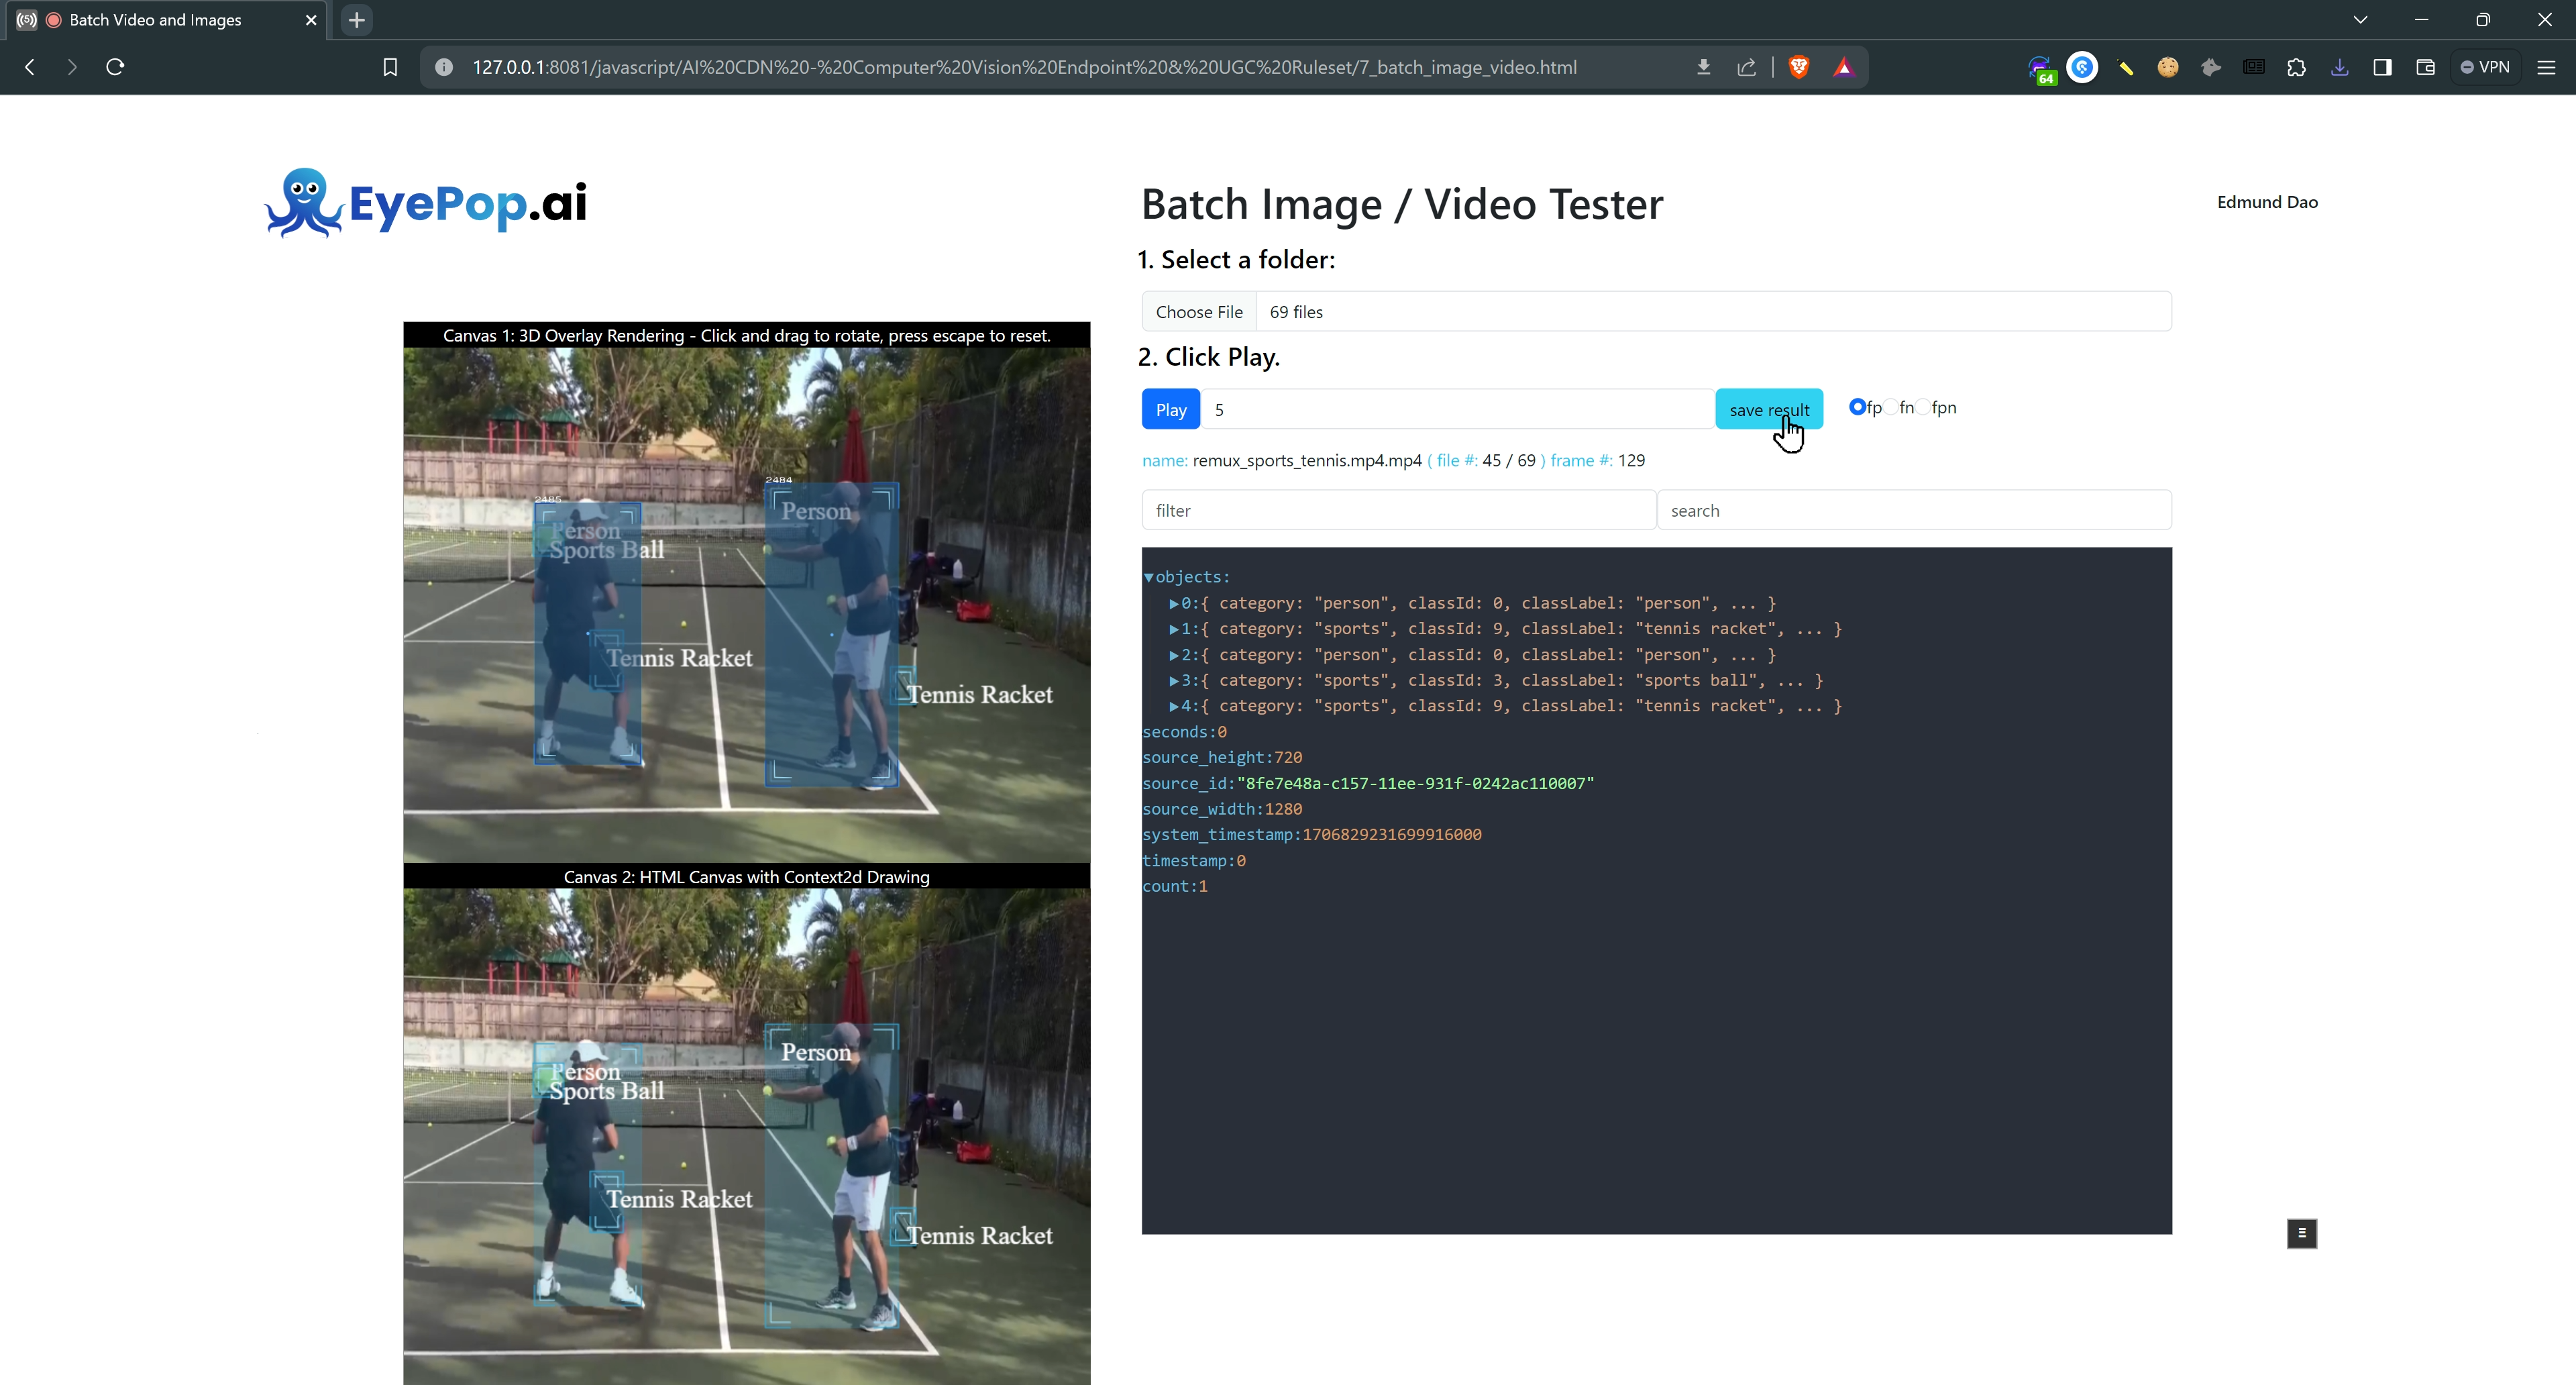 Batch Video and Images
127.0.0.1:8081/javascript/AI%20CDN%20-%20Computer%20Vision%20Endpoint%20&%20UGC%20Ruleset/7_batch_image_video.html
64
VPN
EyePop.ai
Batch Image / Video Tester
Edmund Dao
1. Select a folder:
Choose File 69 files
2. Click Play.
Play 5 save result fp fn fpn
name: remux_sports_tennis.mp4.mp4 ( file #: 45 / 69 ) frame #: 129
filter search
▼objects:
▶0:{ category: "person", classId: 0, classLabel: "person", ... }
▶1:{ category: "sports", classId: 9, classLabel: "tennis racket", ... }
▶2:{ category: "person", classId: 0, classLabel: "person", ... }
▶3:{ category: "sports", classId: 3, classLabel: "sports ball", ... }
▶4:{ category: "sports", classId: 9, classLabel: "tennis racket", ... }
seconds:0
source_height:720
source_id:"8fe7e48a-c157-11ee-931f-0242ac110007"
source_width:1280
system_timestamp:1706829231699916000
timestamp:0
count:1
Canvas 1: 3D Overlay Rendering - Click and drag to rotate, press escape to reset.
2484
2485
Person
Person
Sports Ball
Tennis Racket
Tennis Racket
Canvas 2: HTML Canvas with Context2d Drawing
Person
Person
Sports Ball
Tennis Racket
Tennis Racket